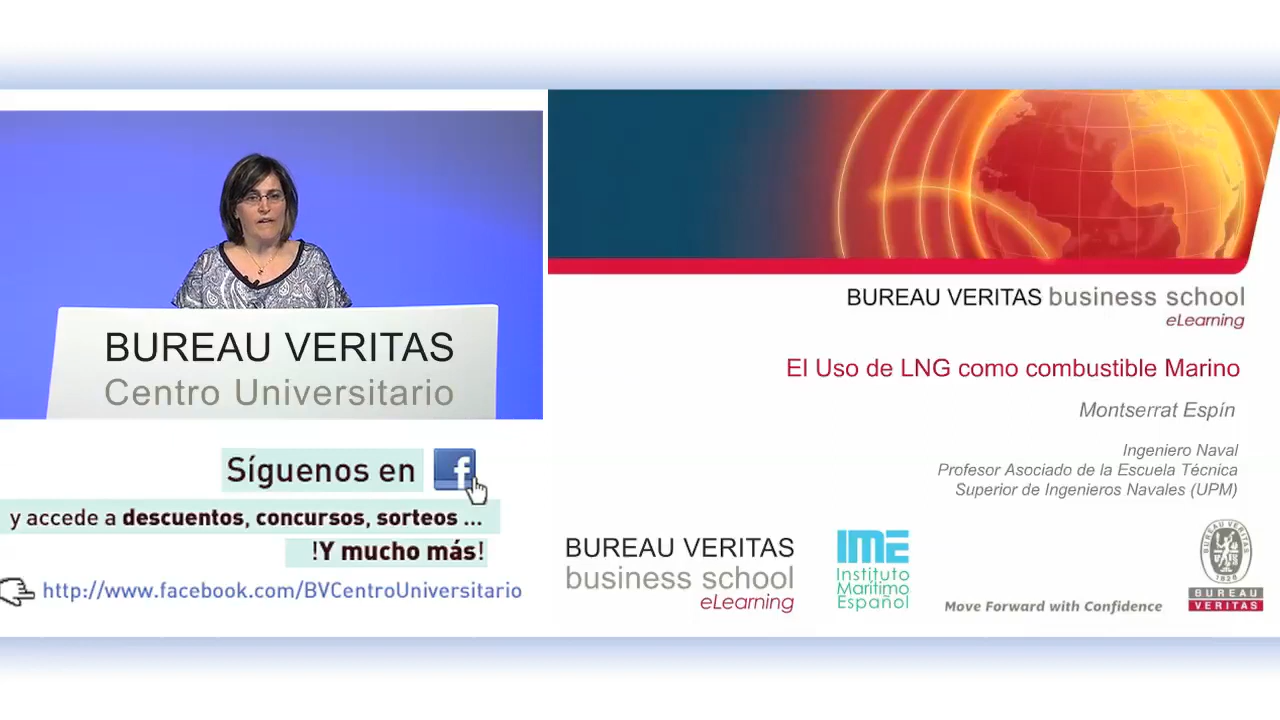 BUREAU VERITAS
Centro Universitario
Síguenos en f
y accede a descuentos, concursos, sorteos ...
!Y mucho más!
http://www.facebook.com/BVCentroUniversitario
BUREAU VERITAS business school
eLearning
El Uso de LNG como combustible Marino
Montserrat Espín
Ingeniero Naval
Profesor Asociado de la Escuela Técnica
Superior de Ingenieros Navales (UPM)
BUREAU VERITAS
business school
eLearning
IME
Instituto
Marítimo
Español
Move Forward with Confidence
BUREAU VERITAS
1828
BUREAU
VERITAS